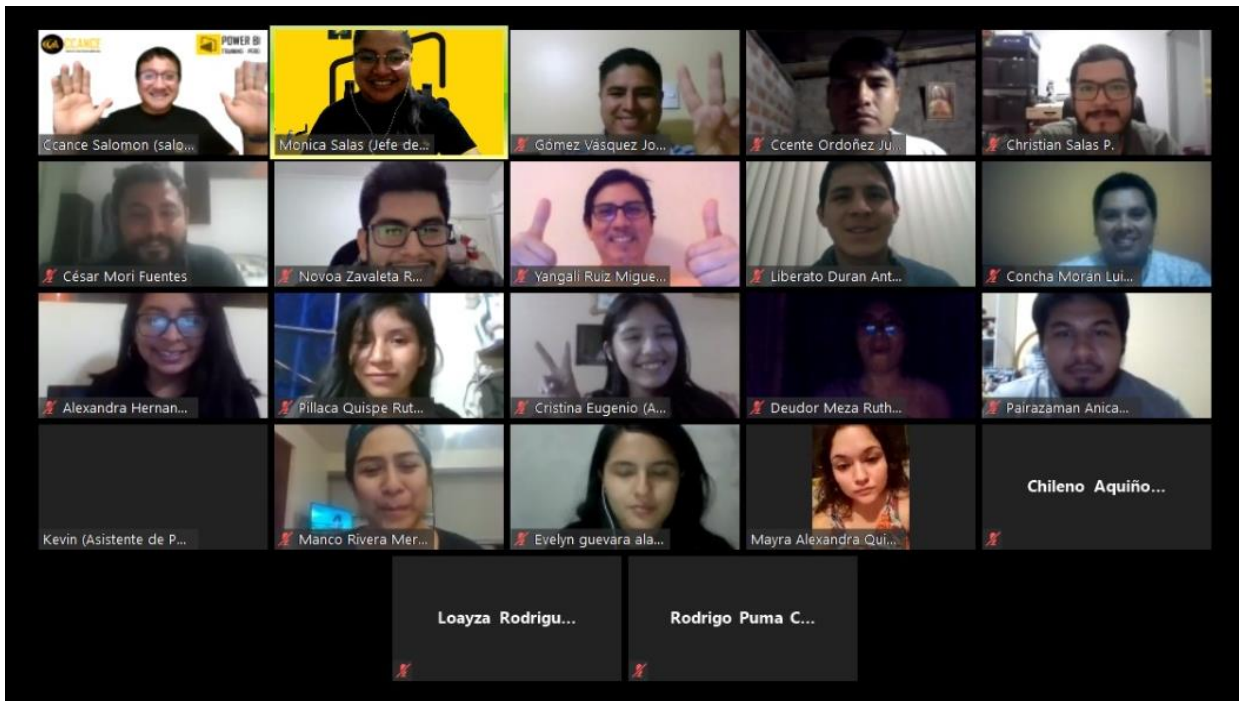 CCANCE
POWER BI
TRAINING PERÚ
Ccance Salomon (salo...
Monica Salas (Jefe de...
Gómez Vásquez Jo...
Ccente Ordoñez Ju...
Christian Salas P.
César Mori Fuentes
Novoa Zavaleta R...
Yangali Ruiz Migue...
Liberato Duran Ant...
Concha Morán Lui...
Alexandra Hernan...
Pillaca Quispe Rut...
Cristina Eugenio (A...
Deudor Meza Ruth...
Pairazaman Anica...
Kevin (Asistente de P...
Manco Rivera Mer...
Evelyn guevara ala...
Mayra Alexandra Qui...
Chileno Aquiño...
Loayza Rodrigu...
Rodrigo Puma C...